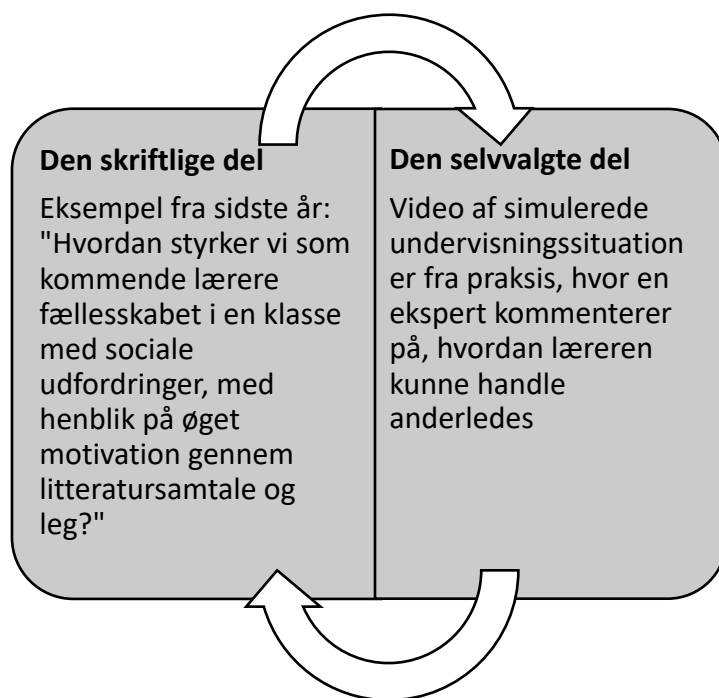 Den skriftlige del
Eksempel fra sidste år:
"Hvordan styrker vi som
kommende lærere
fællesskabet i en klasse
med sociale
udfordringer, med
henblik på øget
motivation gennem
litteratursamtale og
leg?"
Den selvvalgte del
Video af simulerede
undervisningssituation
er fra praksis, hvor en
ekspert kommenterer
på, hvordan læreren
kunne handle
anderledes